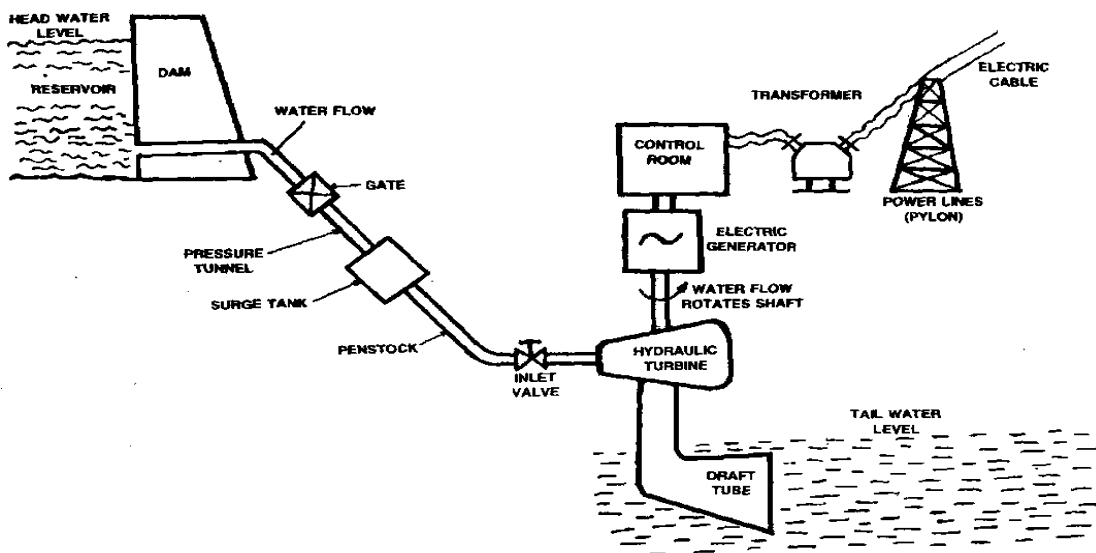 HEAD WATER
LEVEL
DAM
RESERVOIR
WATER FLOW
GATE
PRESSURE
TUNNEL
SURGE TANK
PENSTOCK
INLET
VALVE
HYDRAULIC
TURBINE
WATER FLOW
ROTATES SHAFT
ELECTRIC
GENERATOR
CONTROL
ROOM
TRANSFORMER
ELECTRIC
CABLE
POWER LINES
(PYLON)
TAIL WATER
LEVEL
DRAFT
TUBE